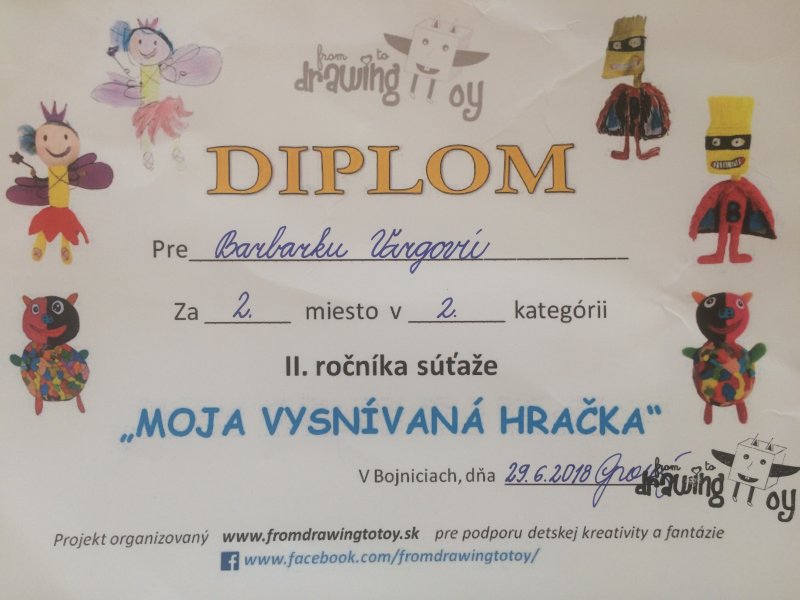 from to
drawing toy
DIPLOM
Pre Barbarku Vargovú
Za 2. miesto v 2. kategórii
II. ročníka súťaže
„MOJA VYSNÍVANÁ HRAČKA“
V Bojniciach, dňa 29.6.2018
from to
drawing toy
Projekt organizovaný www.fromdrawingtotoy.sk pre podporu detskej kreativity a fantázie
www.facebook.com/fromdrawingtotoy/